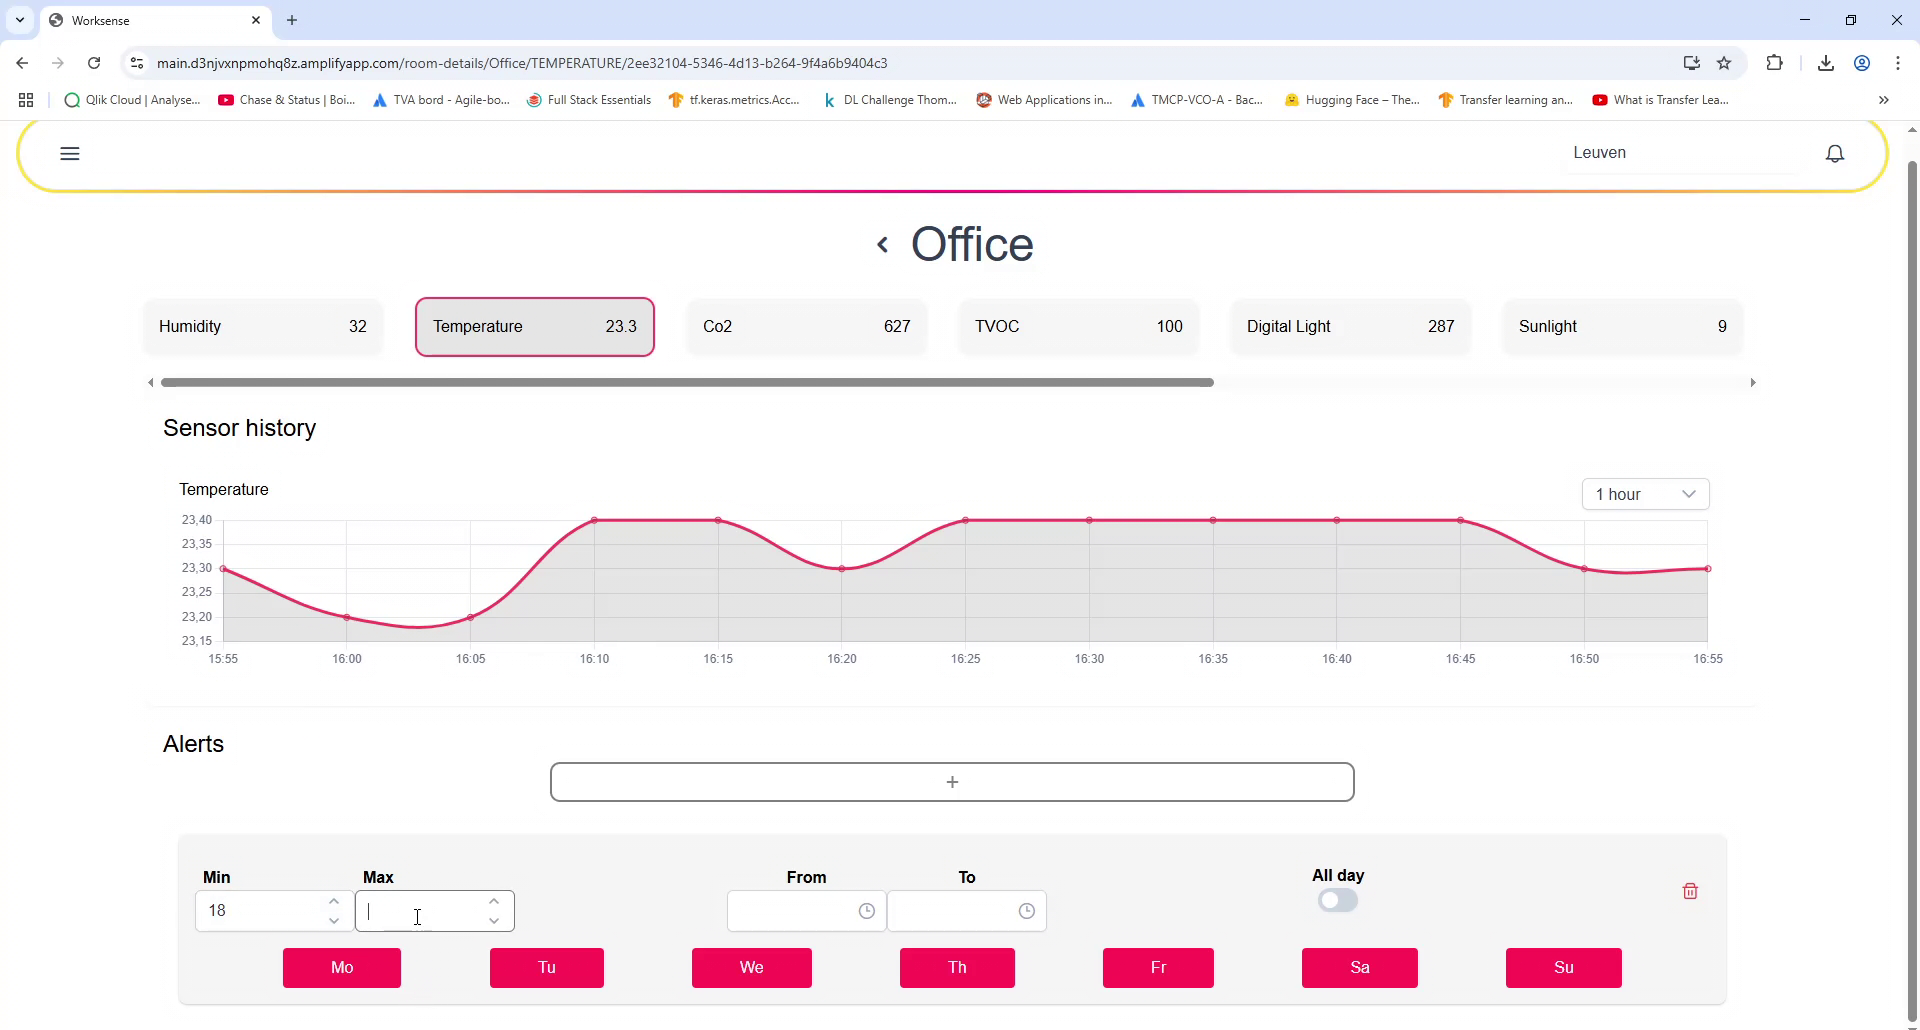 Worksense
main.d3njvxnpmohq8z.amplifyapp.com/room-details/Office/TEMPERATURE/2ee32104-5346-4d13-b264-9f4a6b9404c3
Qlik Cloud | Analyse... Chase & Status | Boi... TVA bord - Agile-bo... Full Stack Essentials tf.keras.metrics.Acc... DL Challenge Thom... Web Applications in... TMCP-VCO-A - Bac... Hugging Face – The... Transfer learning an... What is Transfer Lea...
Leuven
Office
Humidity 32 Temperature 23.3 Co2 627 TVOC 100 Digital Light 287 Sunlight 9
Sensor history
Temperature 1 hour
23,40
23,35
23,30
23,25
23,20
23,15
15:55 16:00 16:05 16:10 16:15 16:20 16:25 16:30 16:35 16:40 16:45 16:50 16:55
Alerts
+
Min Max From To All day
18
Mo Tu We Th Fr Sa Su